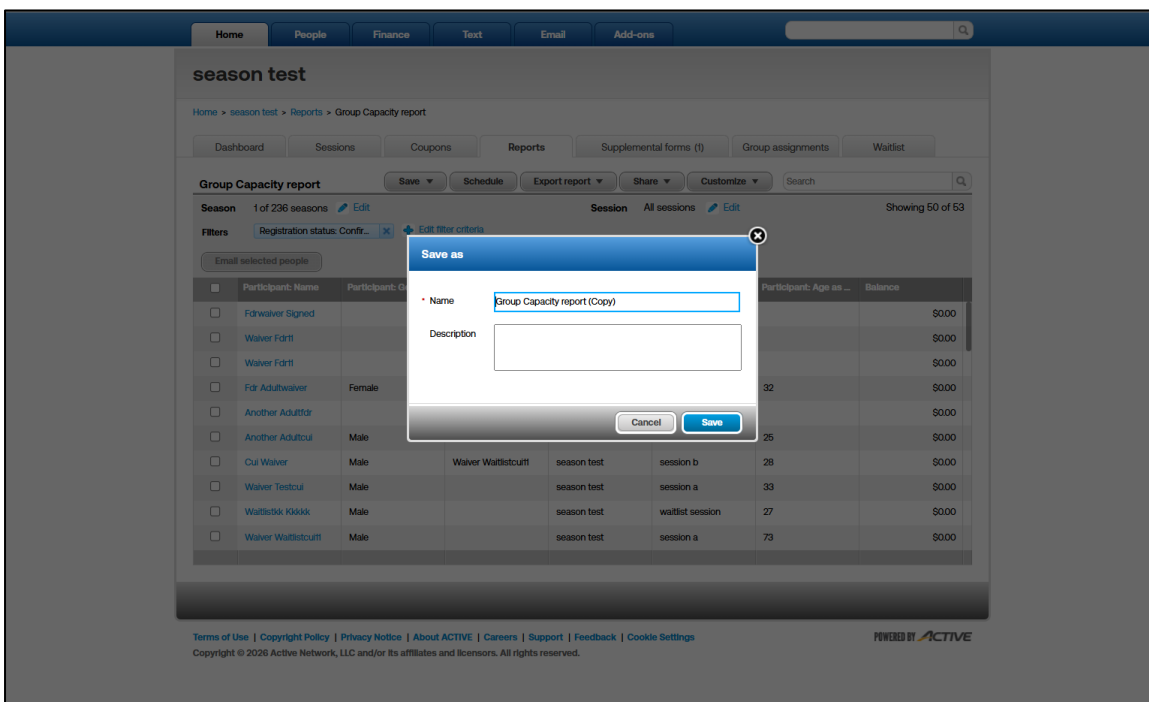 Home People Finance Text Email Add-ons
season test
Home > season test > Reports > Group Capacity report
Dashboard Sessions Coupons Reports Supplemental forms (1) Group assignments Waitlist
Group Capacity report Save Schedule Export report Share Customize Search
Season 1 of 236 seasons Edit Session All sessions Edit Showing 50 of 53
Filters Registration status: Confir... Edit filter criteria
Email selected people
Save as
Participant: Name Participant: Ge Participant: Age as ... Balance
* Name Group Capacity report (Copy)
Fdrwaiver Signed $0.00
Description
Waiver Fdrf1 $0.00
Waiver Fdrf1 $0.00
Fdr Adultwaiver Female 32 $0.00
Another Adultfdr $0.00
Cancel Save
Another Adultcui Male 25 $0.00
Cui Waiver Male Waiver Waitlistcuif1 season test session b 28 $0.00
Waiver Testcui Male season test session a 33 $0.00
Waitlistkk Kkkkk Male season test waitlist session 27 $0.00
Waiver Waitlistcuif1 Male season test session a 73 $0.00
Terms of Use | Copyright Policy | Privacy Notice | About ACTIVE | Careers | Support | Feedback | Cookie Settings
POWERED BY ACTIVE
Copyright © 2026 Active Network, LLC and/or its affiliates and licensors. All rights reserved.